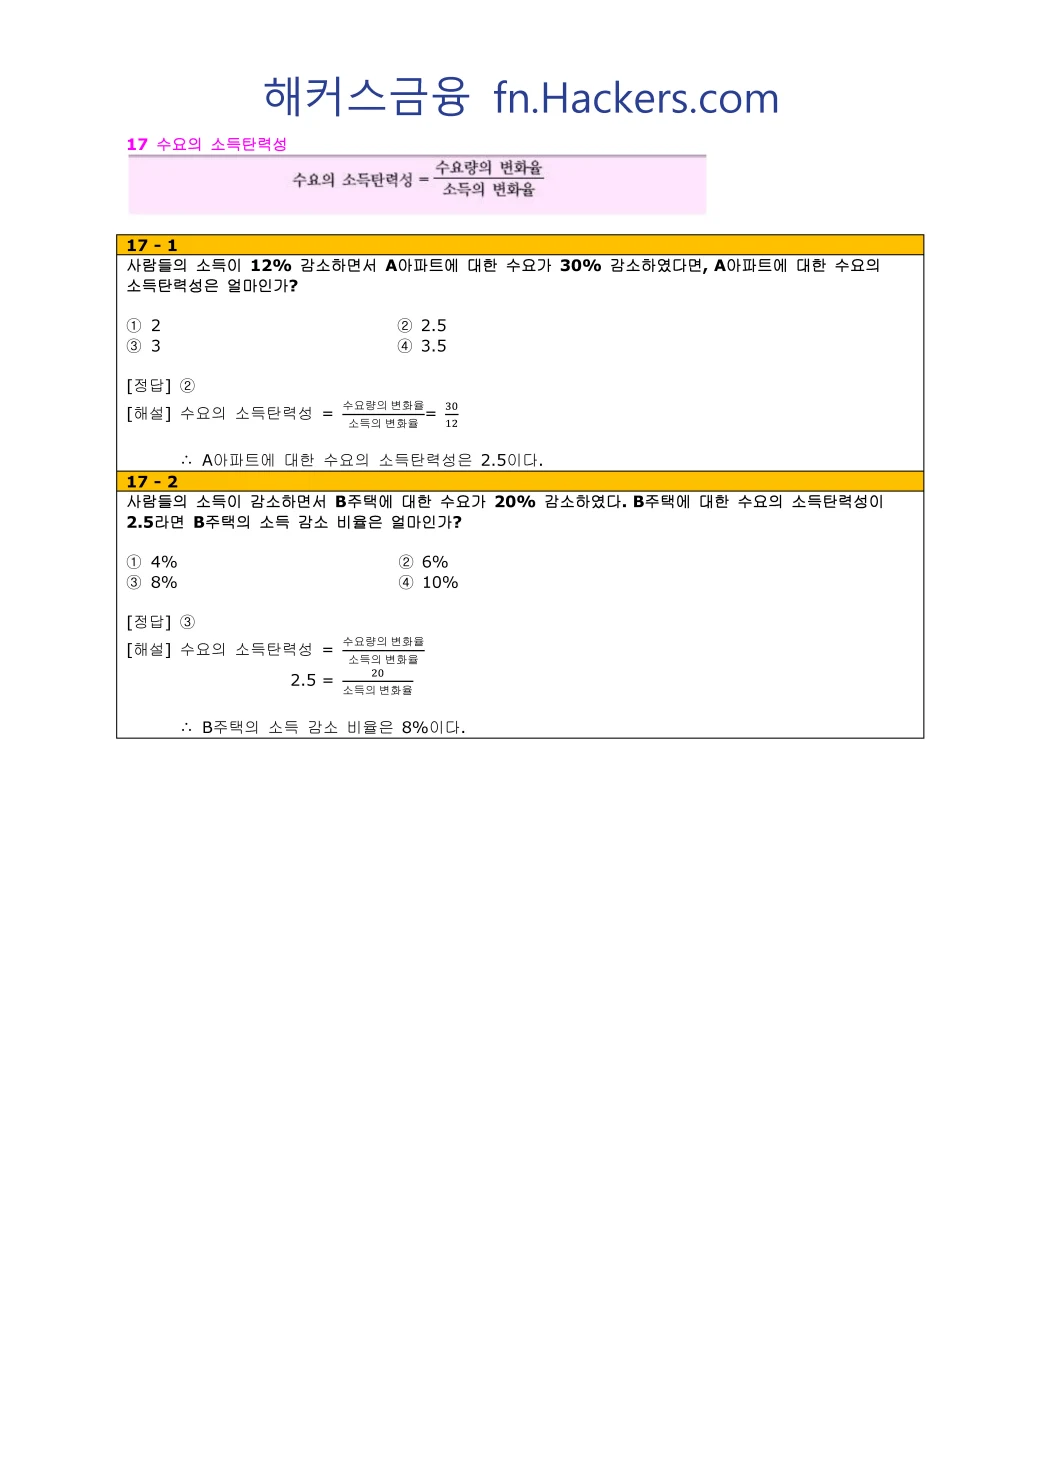 해커스금융 fn.Hackers.com
17 수요의 소득탄력성
수요의 소득탄력성 = 수요량의 변화율 / 소득의 변화율
17 - 1
사람들의 소득이 12% 감소하면서 A아파트에 대한 수요가 30% 감소하였다면, A아파트에 대한 수요의
소득탄력성은 얼마인가?
① 2 ② 2.5
③ 3 ④ 3.5
[정답] ②
[해설] 수요의 소득탄력성 = 수요량의 변화율 / 소득의 변화율 = 30 / 12
∴ A아파트에 대한 수요의 소득탄력성은 2.5이다.
17 - 2
사람들의 소득이 감소하면서 B주택에 대한 수요가 20% 감소하였다. B주택에 대한 수요의 소득탄력성이
2.5라면 B주택의 소득 감소 비율은 얼마인가?
① 4% ② 6%
③ 8% ④ 10%
[정답] ③
[해설] 수요의 소득탄력성 = 수요량의 변화율 / 소득의 변화율
2.5 = 20 / 소득의 변화율
∴ B주택의 소득 감소 비율은 8%이다.